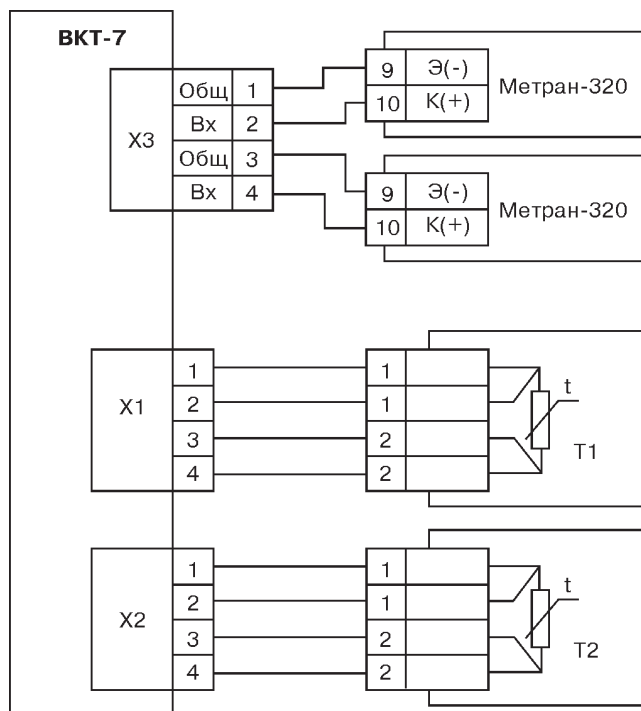 ВКТ-7
X3
Общ 1
Вх 2
Общ 3
Вх 4
9 Э(-)
10 К(+)
Метран-320
9 Э(-)
10 К(+)
Метран-320
X1
1
2
3
4
1
1
2
2
t
T1
X2
1
2
3
4
1
1
2
2
t
T2